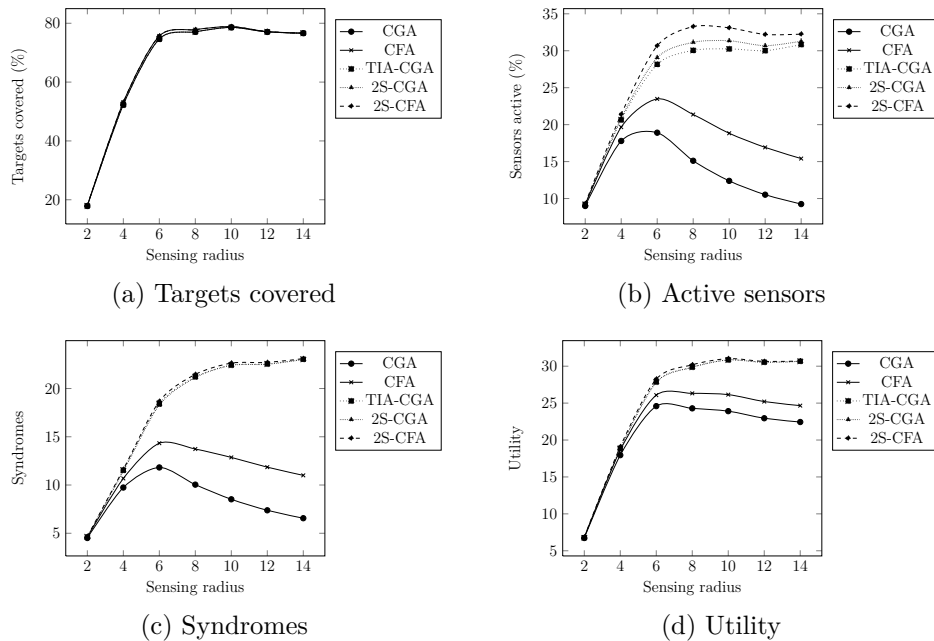 80
60
40
20
2 4 6 8 10 12 14
Targets covered (%)
Sensing radius
CGA
CFA
TIA-CGA
2S-CGA
2S-CFA
(a) Targets covered
35
30
25
20
15
10
2 4 6 8 10 12 14
Sensors active (%)
Sensing radius
CGA
CFA
TIA-CGA
2S-CGA
2S-CFA
(b) Active sensors
20
15
10
5
2 4 6 8 10 12 14
Syndromes
Sensing radius
CGA
CFA
TIA-CGA
2S-CGA
2S-CFA
(c) Syndromes
30
25
20
15
10
5
2 4 6 8 10 12 14
Utility
Sensing radius
CGA
CFA
TIA-CGA
2S-CGA
2S-CFA
(d) Utility